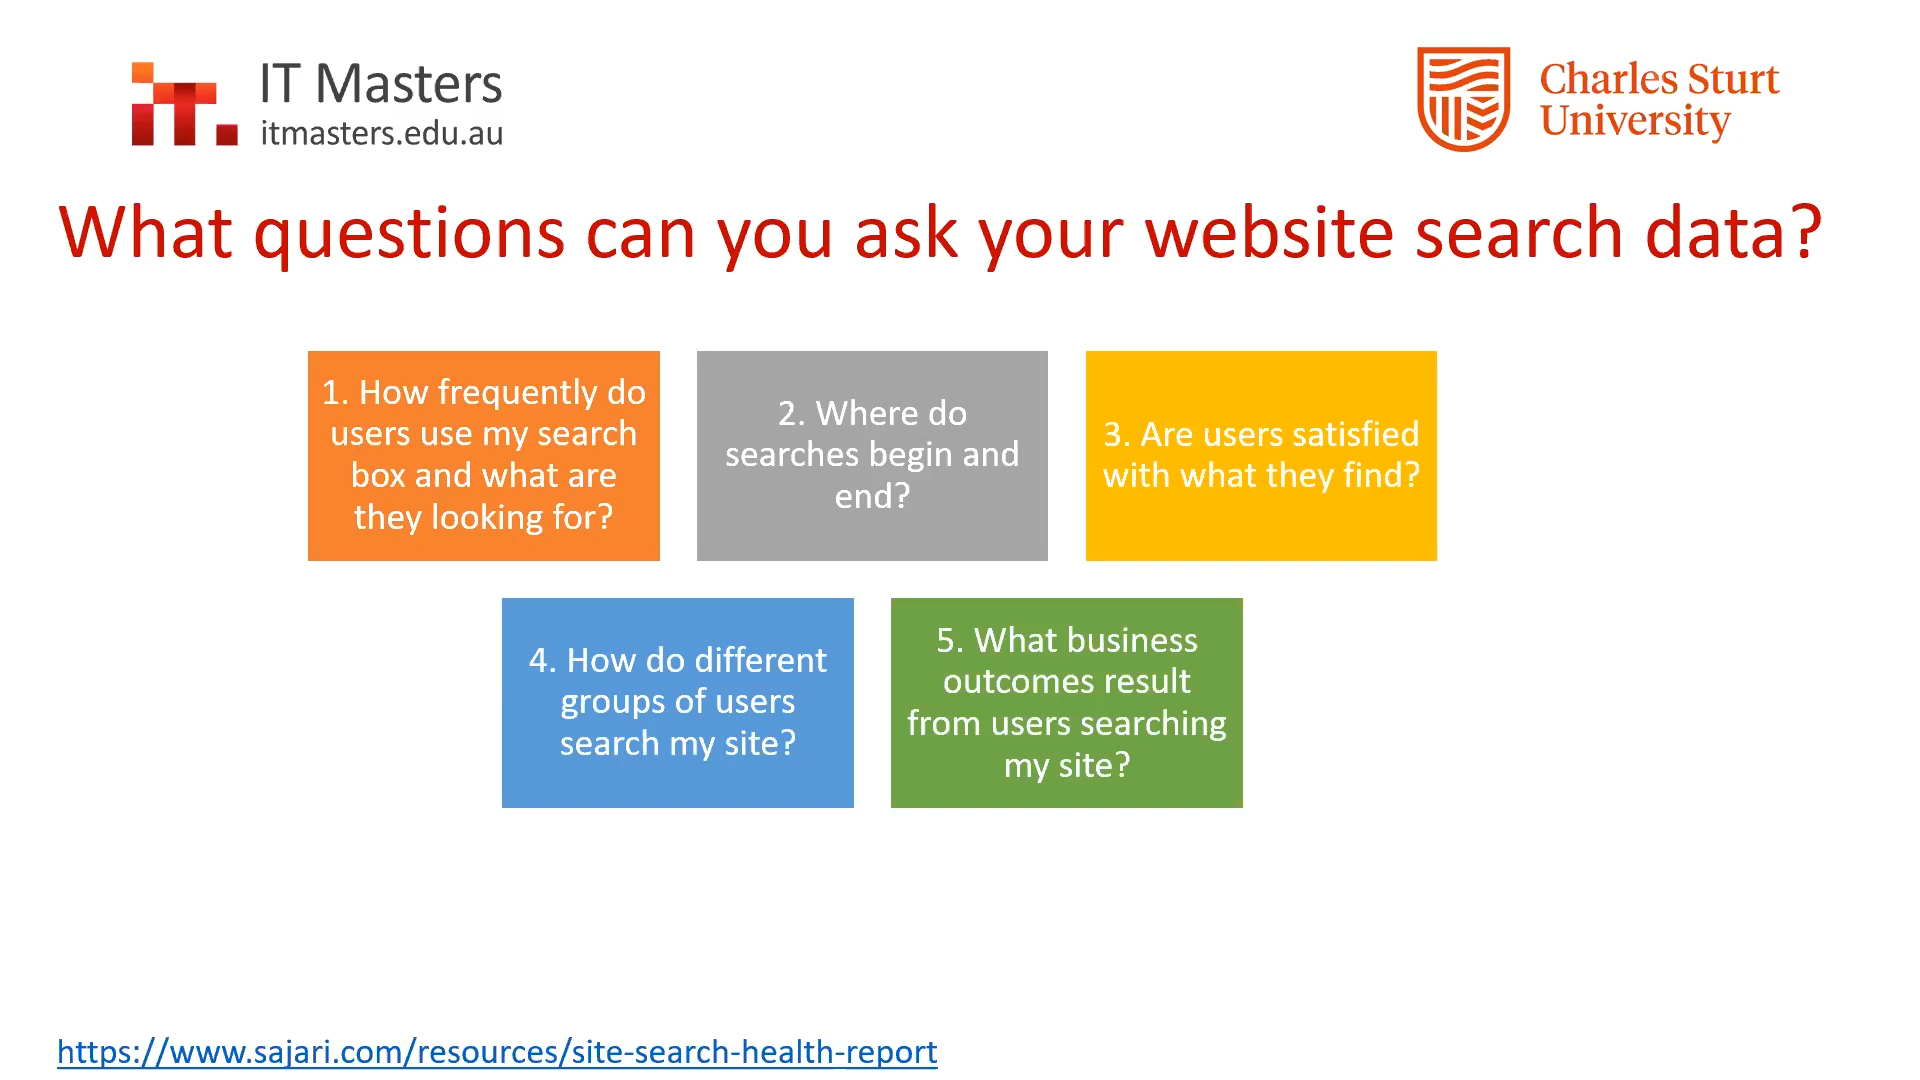 IT Masters
itmasters.edu.au
Charles Sturt
University
What questions can you ask your website search data?
1. How frequently do
users use my search
box and what are
they looking for?
2. Where do
searches begin and
end?
3. Are users satisfied
with what they find?
4. How do different
groups of users
search my site?
5. What business
outcomes result
from users searching
my site?
https://www.sajari.com/resources/site-search-health-report